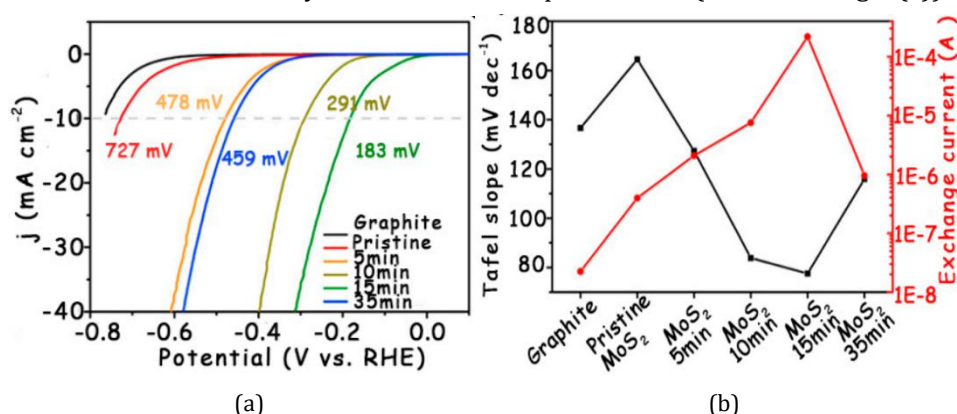 0
-10
-20
-30
-40
j (mA cm⁻²)
478 mV
291 mV
727 mV
459 mV
183 mV
Graphite
Pristine
5min
10min
15min
35min
-0.8 -0.6 -0.4 -0.2 0.0
Potential (V vs. RHE)
(a)
180
160
140
120
100
80
Tafel slope (mV dec⁻¹)
1E-4
1E-5
1E-6
1E-7
1E-8
Exchange current (A)
Graphite
Pristine
MoS₂
MoS₂
5min
MoS₂
10min
MoS₂
15min
MoS₂
35min
(b)